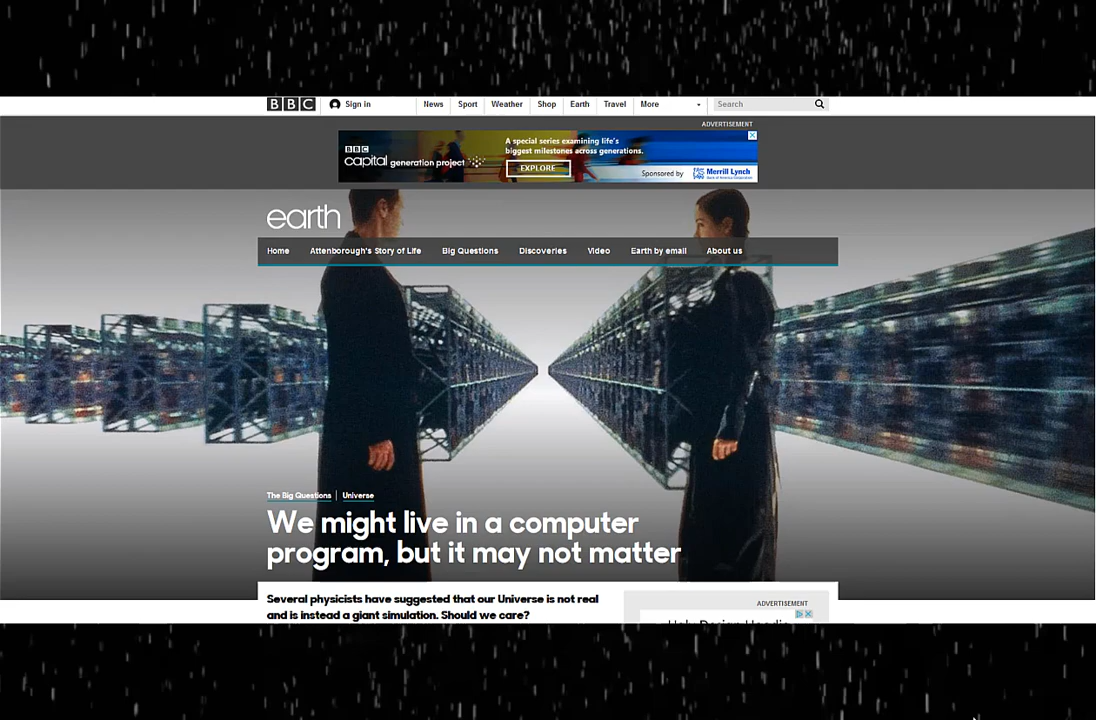 BBC Sign in News Sport Weather Shop Earth Travel More Search
ADVERTISEMENT
BBC
capital generation project
A special series examining life's
biggest milestones across generations.
EXPLORE
Sponsored by Merrill Lynch
Bank of America Corporation
earth
Home Attenborough's Story of Life Big Questions Discoveries Video Earth by email About us
The Big Questions | Universe
We might live in a computer
program, but it may not matter
Several physicists have suggested that our Universe is not real
and is instead a giant simulation. Should we care?
ADVERTISEMENT